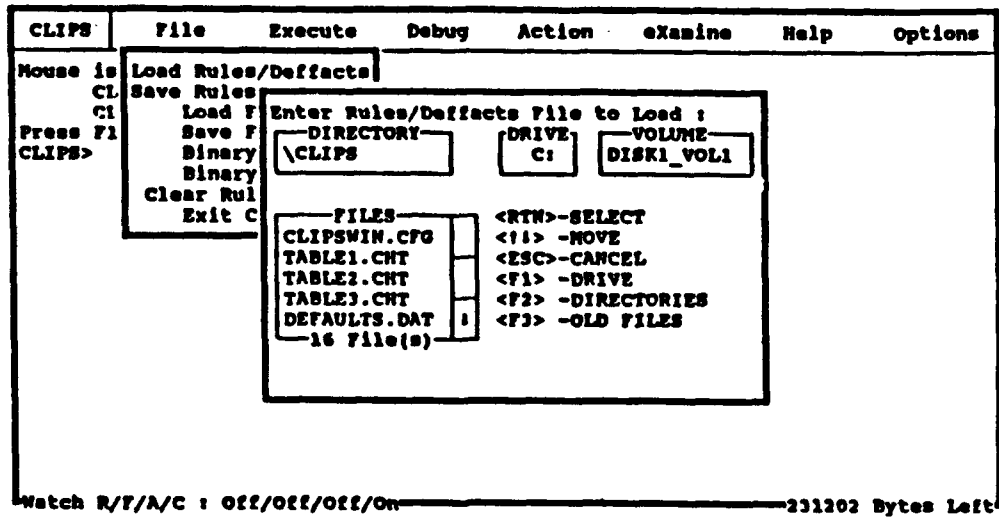 CLIPS File Execute Debug Action eXamine Help Options
Mouse is
CL
Cl
Press F1
CLIPS>
Load Rules/Deffacts
Save Rules
Load F
Save F
Binary
Binary
Clear Rul
Exit C
Enter Rules/Deffacts File to Load :
DIRECTORY
\CLIPS
DRIVE
C:
VOLUME
DISK1_VOL1
FILES
CLIPSWIN.CFG
TABLE1.CHT
TABLE2.CHT
TABLE3.CHT
DEFAULTS.DAT
16 File(s)
<RTN>-SELECT
<↑↓> -MOVE
<ESC>-CANCEL
<F1> -DRIVE
<F2> -DIRECTORIES
<F3> -OLD FILES
Watch R/F/A/C : Off/Off/Off/On 231202 Bytes Left